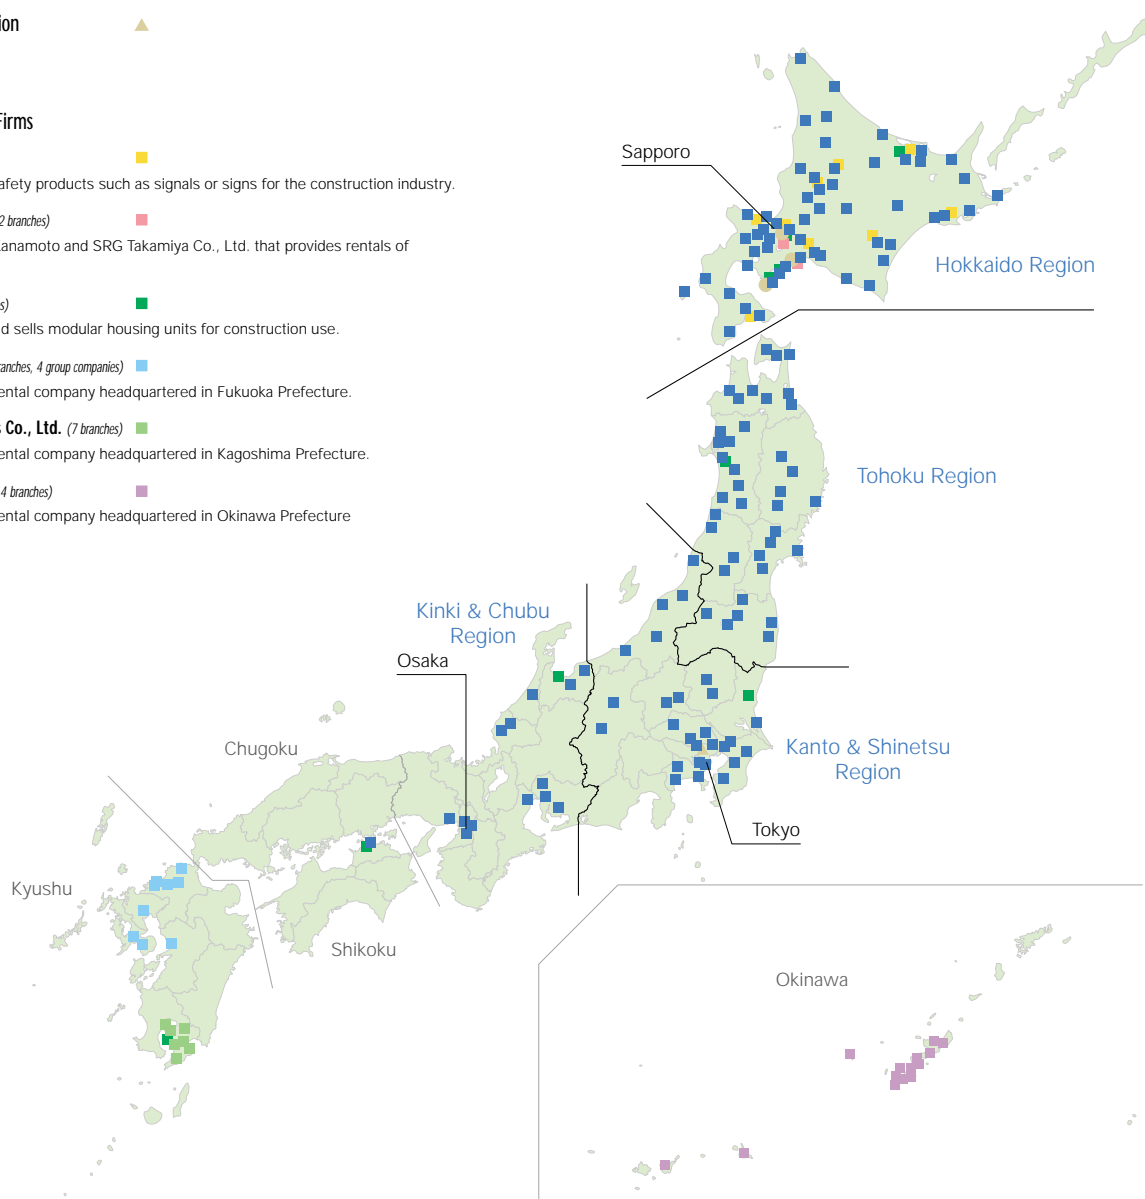 ion
Firms
afety products such as signals or signs for the construction industry.
2 branches)
anamoto and SRG Takamiya Co., Ltd. that provides rentals of
s)
d sells modular housing units for construction use.
ranches, 4 group companies)
ental company headquartered in Fukuoka Prefecture.
s Co., Ltd. (7 branches)
ental company headquartered in Kagoshima Prefecture.
4 branches)
ental company headquartered in Okinawa Prefecture
Sapporo
Hokkaido Region
Tohoku Region
Kinki & Chubu
Region
Osaka
Chugoku
Kanto & Shinetsu
Region
Tokyo
Kyushu
Shikoku
Okinawa